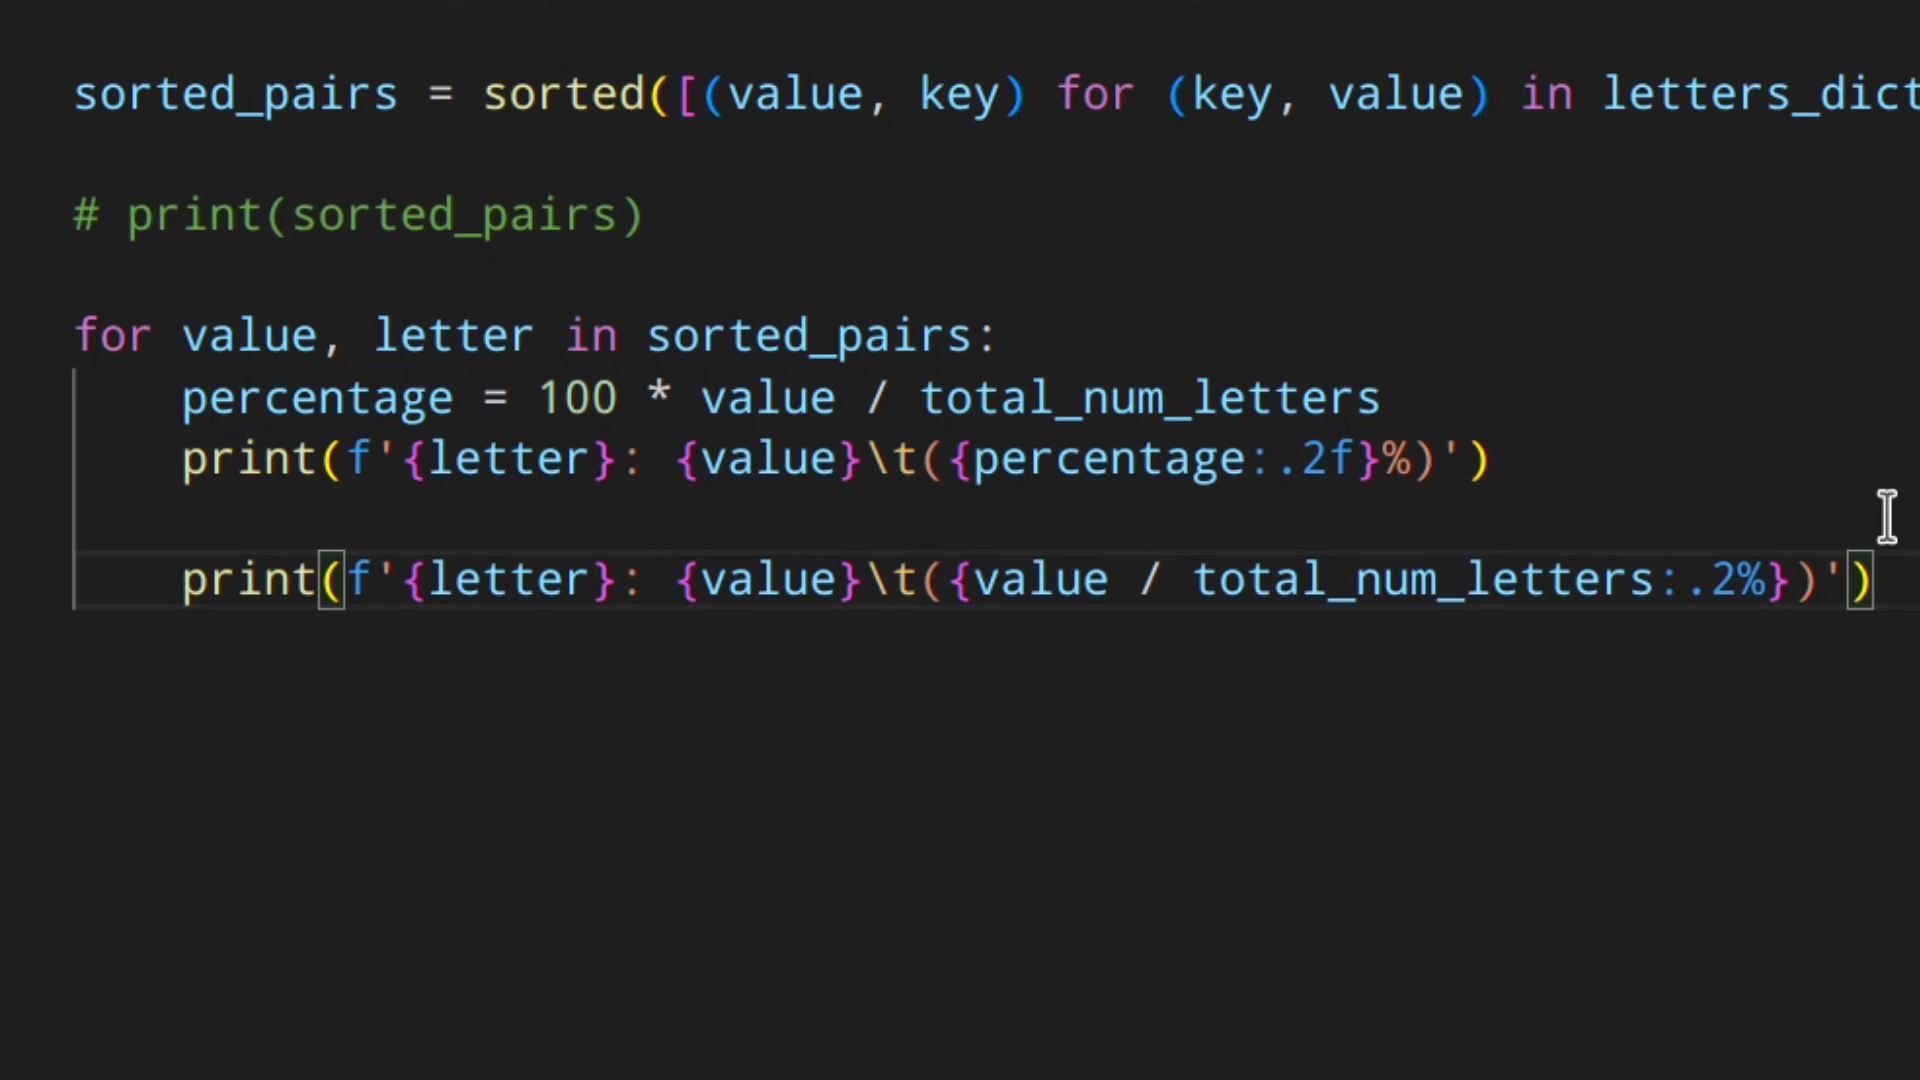 sorted_pairs = sorted([(value, key) for (key, value) in letters_dict
# print(sorted_pairs)
for value, letter in sorted_pairs:
    percentage = 100 * value / total_num_letters
    print(f'{letter}: {value}\t({percentage:.2f}%)')
    print(f'{letter}: {value}\t({value / total_num_letters:.2%})')